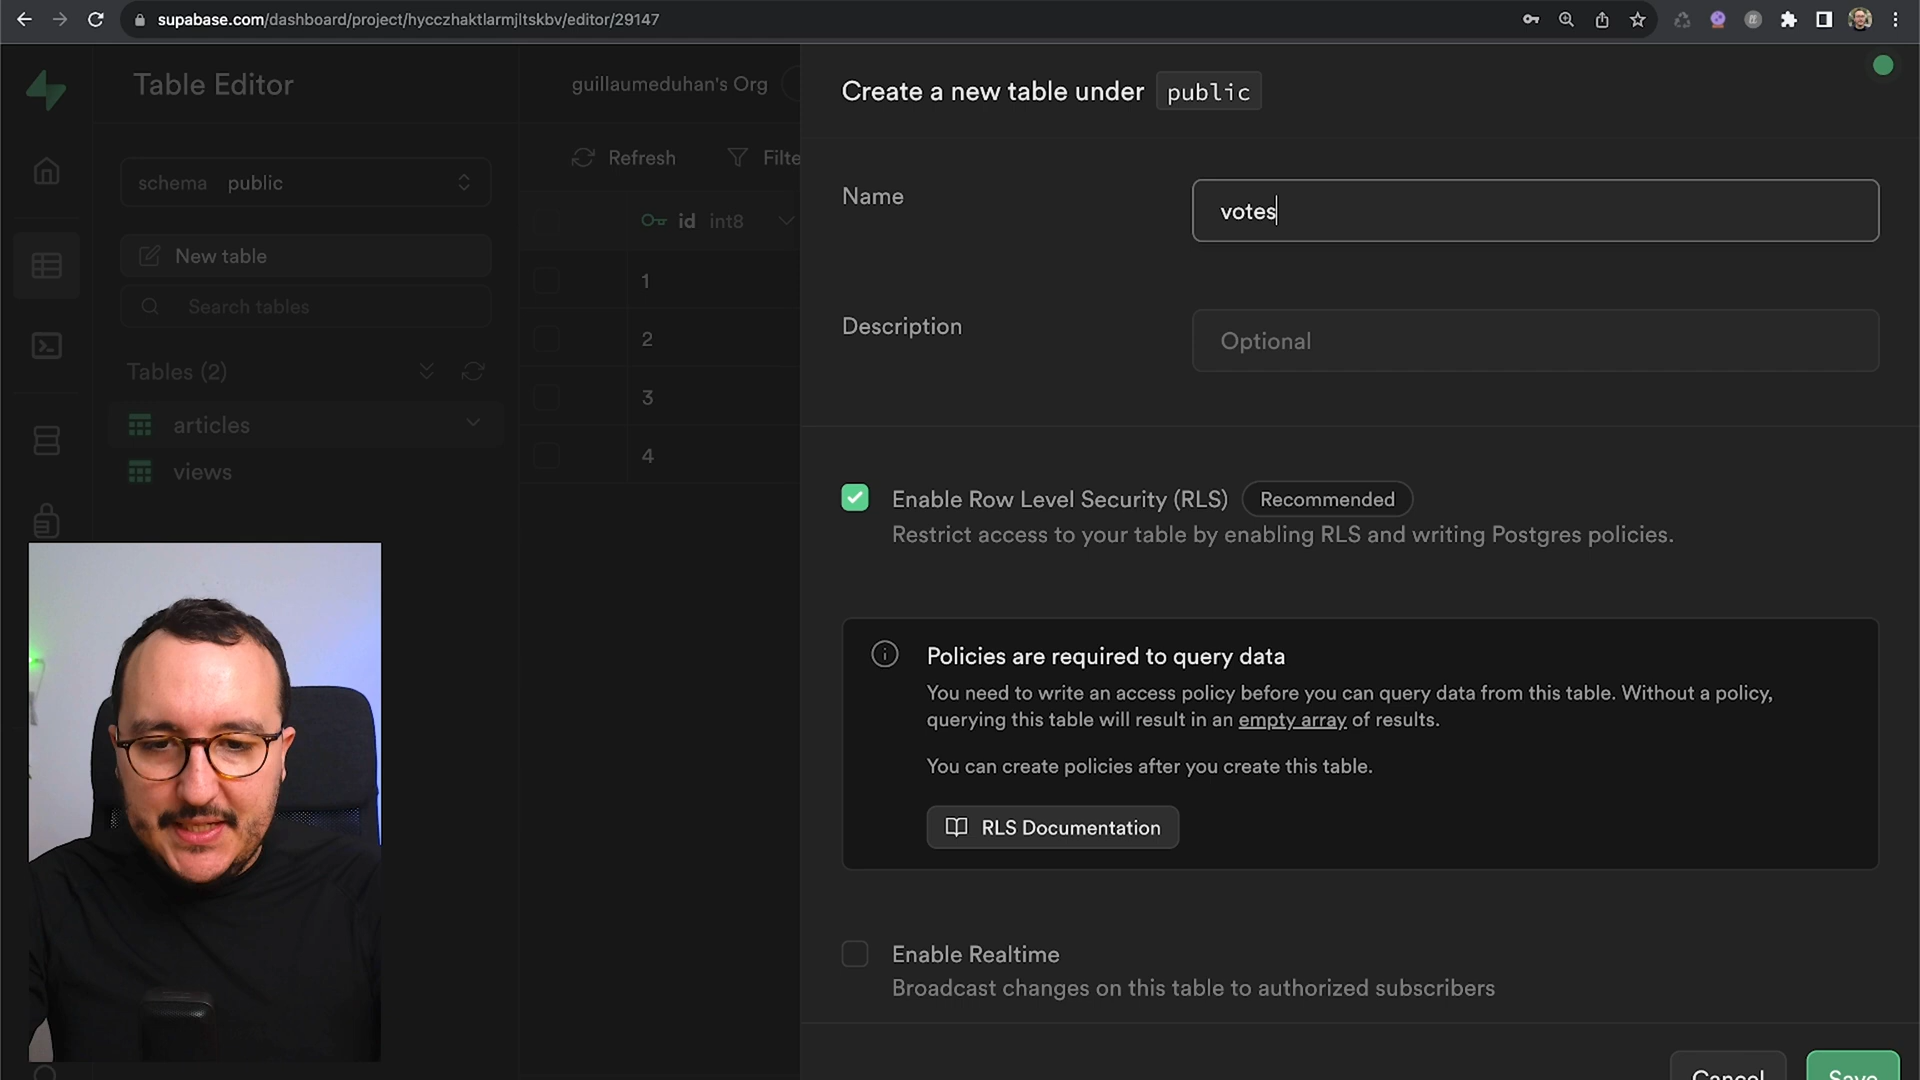 supabase.com/dashboard/project/hycczhaktlarmjltskbv/editor/29147
Table Editor
guillaumeduhan's Org
Create a new table under public
schema public
Refresh
Filte
Name
votes
id int8
New table
Search tables
1
2
3
4
Description
Optional
Tables (2)
articles
views
Enable Row Level Security (RLS) Recommended
Restrict access to your table by enabling RLS and writing Postgres policies.
Policies are required to query data
You need to write an access policy before you can query data from this table. Without a policy,
querying this table will result in an empty array of results.
You can create policies after you create this table.
RLS Documentation
Enable Realtime
Broadcast changes on this table to authorized subscribers
Cancel
Save